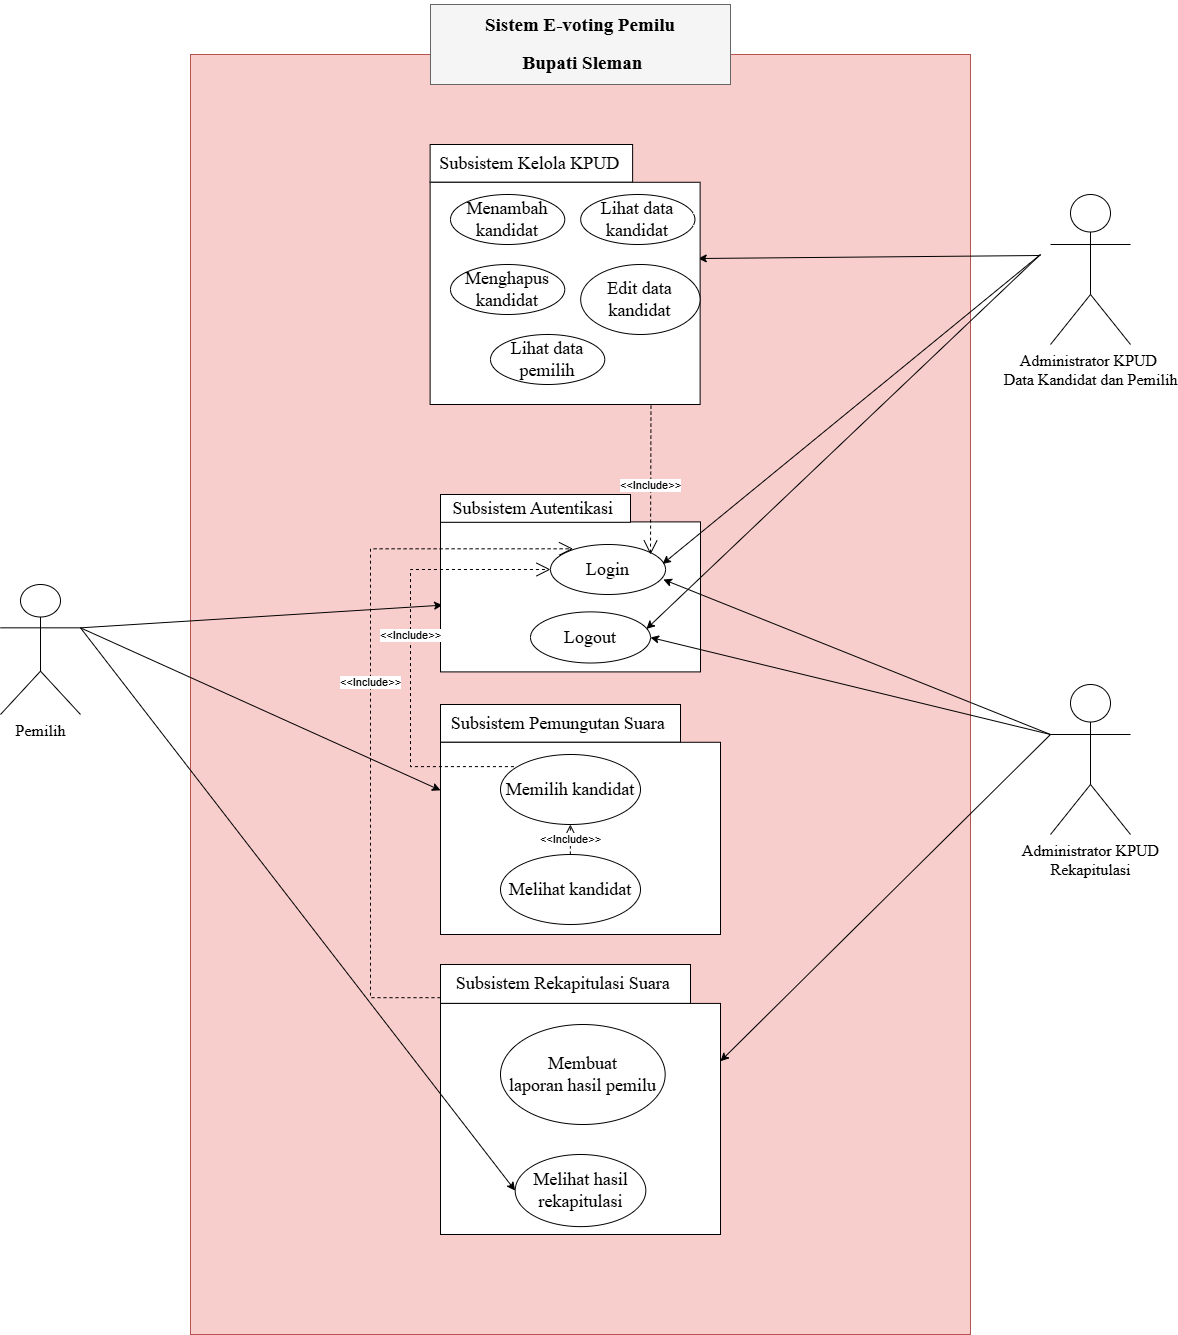 Sistem E-voting Pemilu
Bupati Sleman
Subsistem Kelola KPUD
Menambah
kandidat
Lihat data
kandidat
Menghapus
kandidat
Edit data
kandidat
Lihat data
pemilih
Administrator KPUD
Data Kandidat dan Pemilih
<<Include>>
Subsistem Autentikasi
Login
Logout
<<Include>>
<<Include>>
Pemilih
Subsistem Pemungutan Suara
Memilih kandidat
<<Include>>
Melihat kandidat
Administrator KPUD
Rekapitulasi
Subsistem Rekapitulasi Suara
Membuat
laporan hasil pemilu
Melihat hasil
rekapitulasi